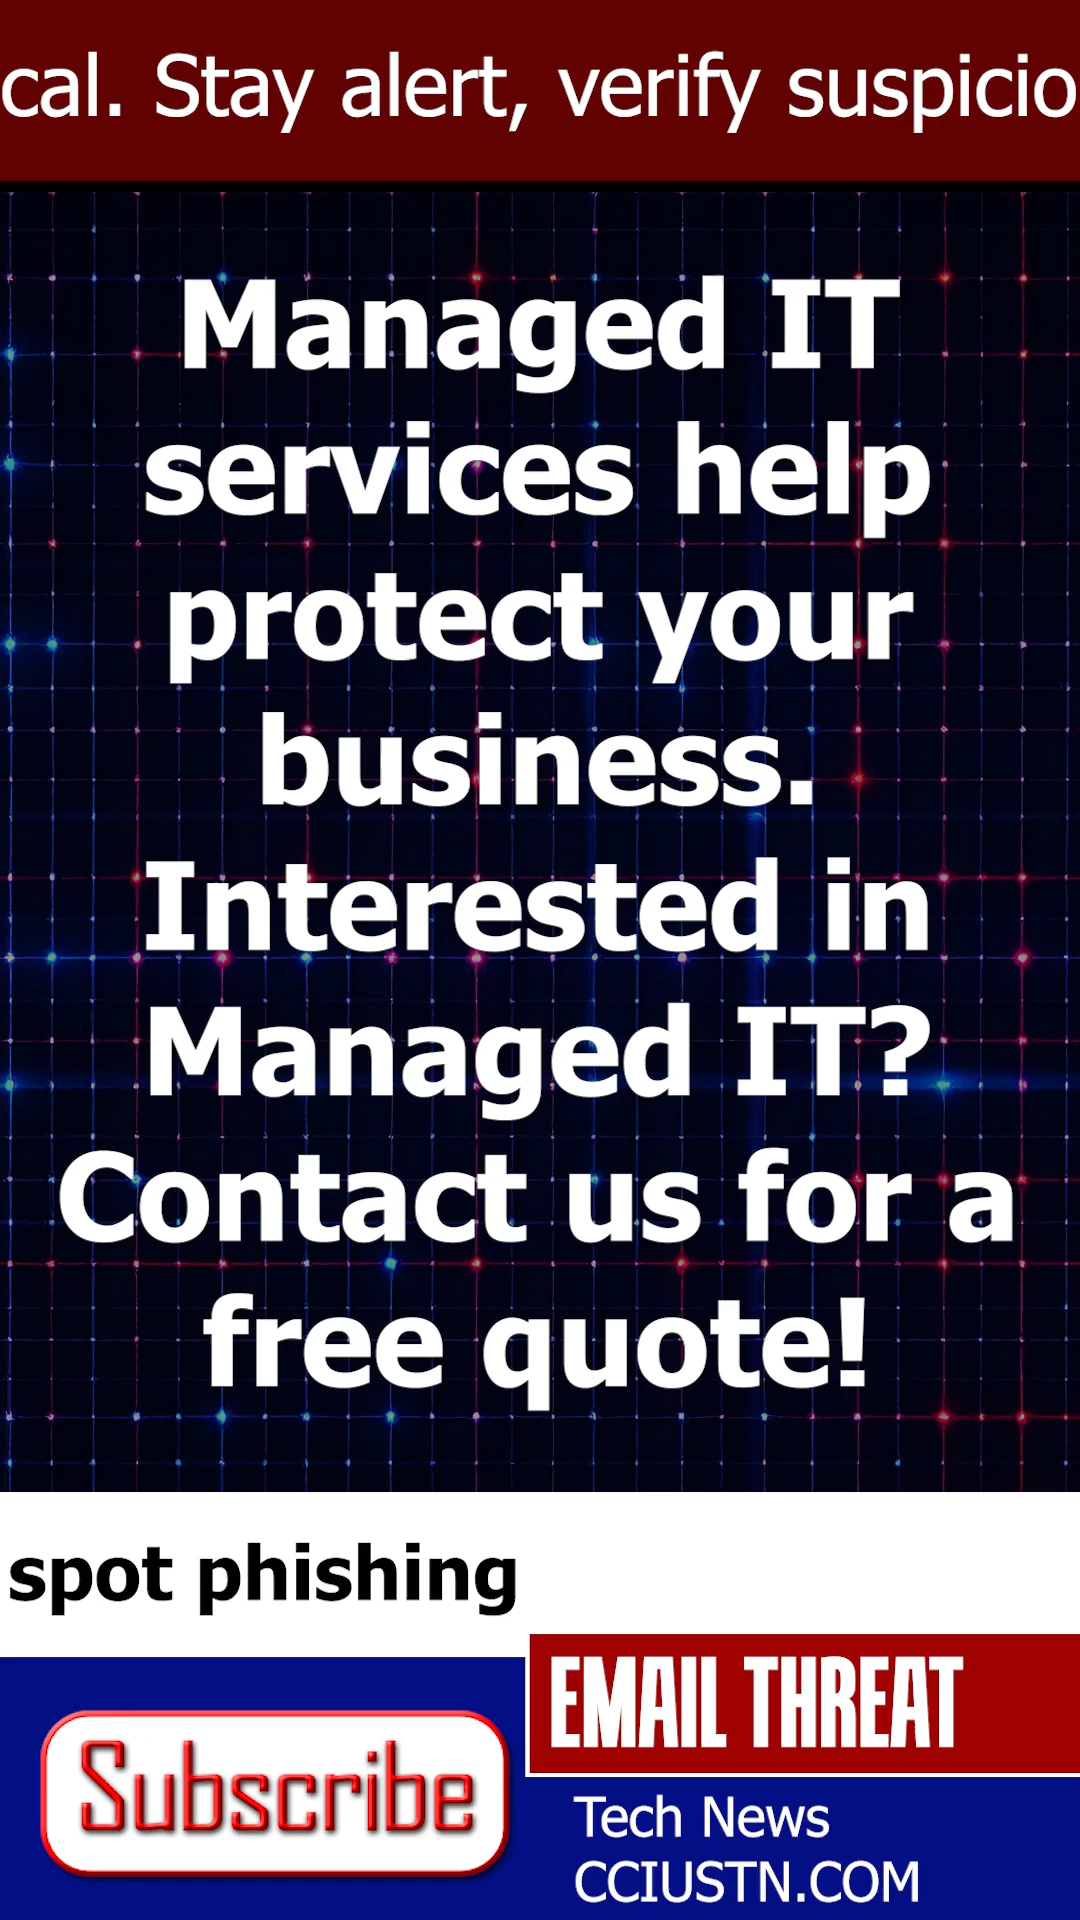 cal. Stay alert, verify suspicio
Managed IT
services help
protect your
business.
Interested in
Managed IT?
Contact us for a
free quote!
spot phishing
EMAIL THREAT
Subscribe
Tech News
CCIUSTN.COM